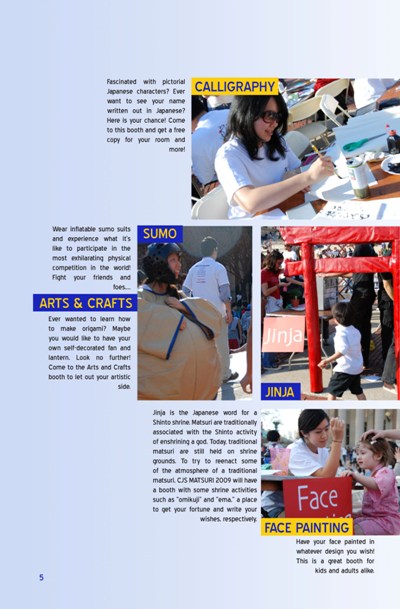 Fascinated with pictorial
Japanese characters? Ever
want to see your name
written out in Japanese?
Here is your chance! Come
to this booth and get a free
copy for your room and
more!
CALLIGRAPHY
Wear inflatable sumo suits
and experience what it's
like to participate in the
most exhilarating physical
competition in the world!
Fight your friends and
foes...
SUMO
ARTS & CRAFTS
Ever wanted to learn how
to make origami? Maybe
you would like to have your
own self-decorated fan and
lantern. Look no further!
Come to the Arts and Crafts
booth to let out your artistic
side.
Jinja
JINJA
Jinja is the Japanese word for a
Shinto shrine. Matsuri are traditionally
associated with the Shinto activity
of enshrining a god. Today, traditional
matsuri are still held on shrine
grounds. To try to reenact some
of the atmosphere of a traditional
matsuri, CJS MATSURI 2009 will have
a booth with some shrine activities
such as "omikuji" and "ema," a place
to get your fortune and write your
wishes, respectively.
Face
FACE PAINTING
Have your face painted in
whatever design you wish!
This is a great booth for
kids and adults alike.
5